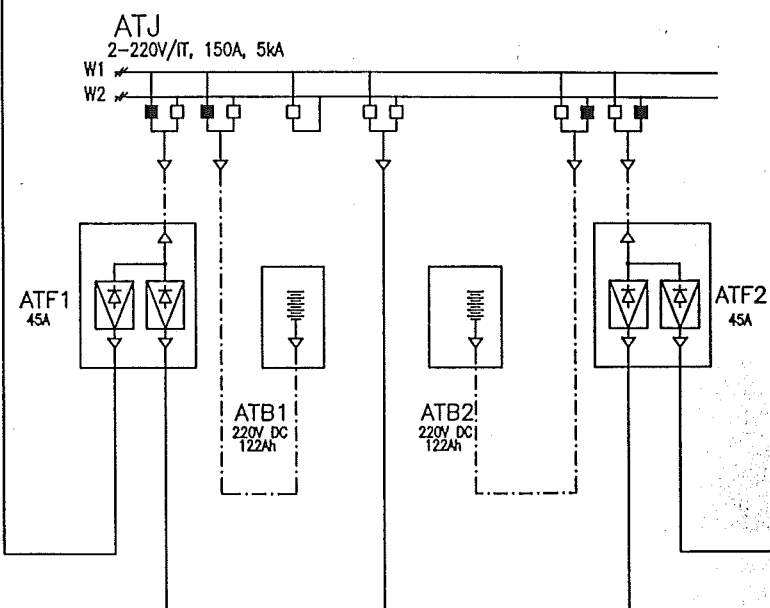 ATJ
2-220V/IT, 150A, 5kA
W1
W2
ATF1
45A
ATF2
45A
ATB1
220V DC
122Ah
ATB2
220V DC
122Ah